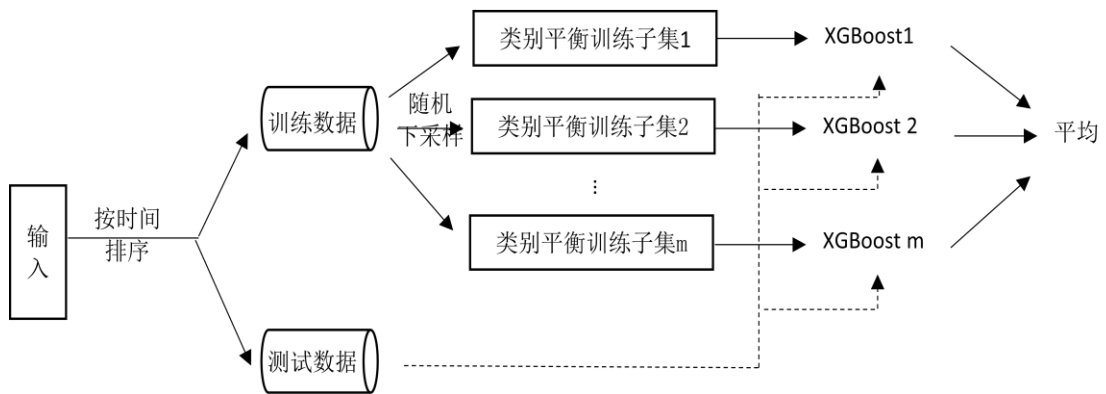 输入
按时间
排序
训练数据
测试数据
随机
下采样
类别平衡训练子集1
类别平衡训练子集2
⋮
类别平衡训练子集m
XGBoost1
XGBoost 2
XGBoost m
平均